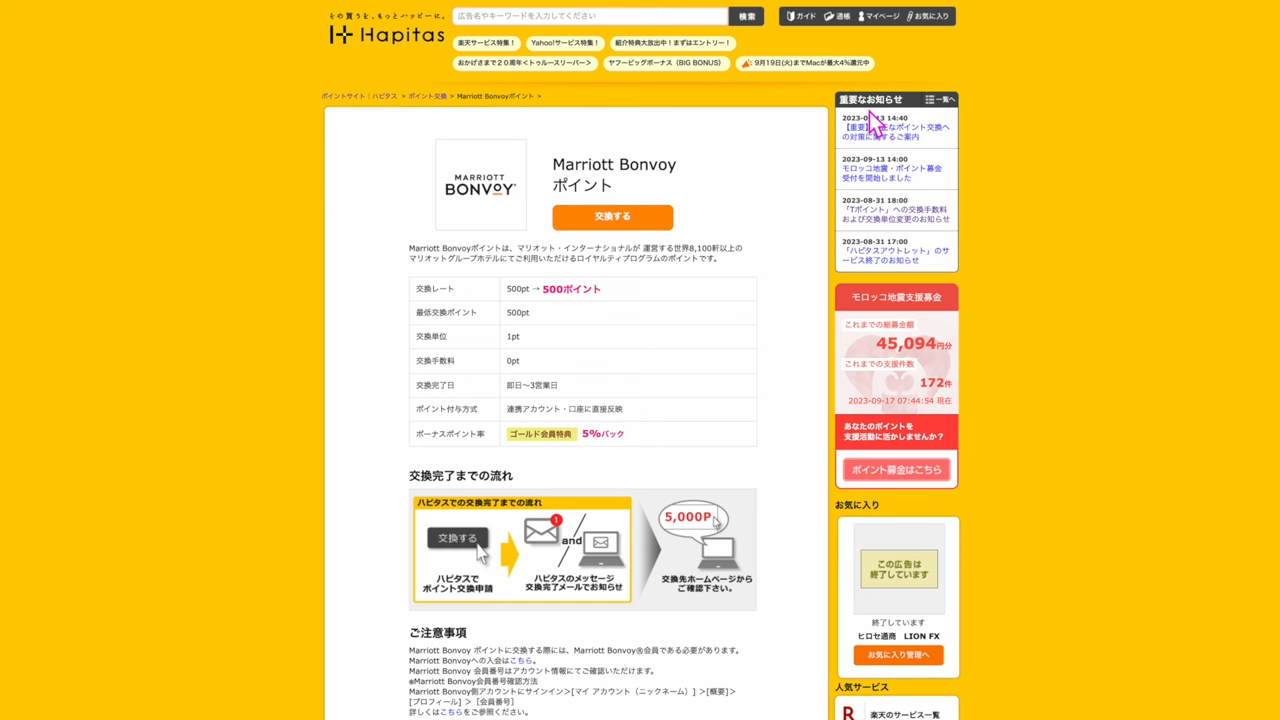 その買うを、もっとハッピーに。
Hapitas
広告名やキーワードを入力してください
検索
ガイド
通帳
マイページ
お気に入り
楽天サービス特集！
Yahoo!サービス特集！
紹介特典大放出中！まずはエントリー！
おかげさまで２０周年＜トゥルースリーパー＞
ヤフービッグボーナス（BIG BONUS）
9月19日(火)までMacが最大4%還元中
ポイントサイト｜ハピタス > ポイント交換 > Marriott Bonvoyポイント >
MARRIOTT
BONVOY
Marriott Bonvoy
ポイント
交換する
Marriott Bonvoyポイントは、マリオット・インターナショナルが 運営する世界8,100軒以上の
マリオットグループホテルにてご利用いただけるロイヤルティプログラムのポイントです。
交換レート 500pt → 500ポイント
最低交換ポイント 500pt
交換単位 1pt
交換手数料 0pt
交換完了日 即日～3営業日
ポイント付与方式 連携アカウント・口座に直接反映
ボーナスポイント率 ゴールド会員特典 5%バック
交換完了までの流れ
ハピタスでの交換完了までの流れ
交換する
1
and
5,000P
ハピタスで
ポイント交換申請
ハピタスのメッセージ
交換完了メールでお知らせ
交換先ホームページから
ご確認下さい。
ご注意事項
Marriott Bonvoy ポイントに交換する際には、Marriott Bonvoy®会員である必要があります。
Marriott Bonvoyへの入会はこちら。
Marriott Bonvoy 会員番号はアカウント情報にてご確認いただけます。
※Marriott Bonvoy会員番号確認方法
Marriott Bonvoy側アカウントにサインイン>[マイ アカウント（ニックネーム）] >[概要]>
[プロフィール] > ［会員番号］
詳しくはこちらをご参照ください。
重要なお知らせ
一覧へ
14:40
【重要】 なポイント交換へ
の対策に関するご案内
2023-09-13 14:00
モロッコ地震・ポイント募金
受付を開始しました
2023-08-31 18:00
「Tポイント」への交換手数料
および交換単位変更のお知らせ
2023-08-31 17:00
「ハピタスアウトレット」のサ
ービス終了のお知らせ
モロッコ地震支援募金
これまでの総募金額
45,094円分
これまでの支援件数
172件
2023-09-17 07:44:54 現在
あなたのポイントを
支援活動に活かしませんか？
ポイント募金はこちら
お気に入り
この広告は
終了しています
終了しています
ヒロセ通商 LION FX
お気に入り管理へ
人気サービス
R
楽天のサービス一覧